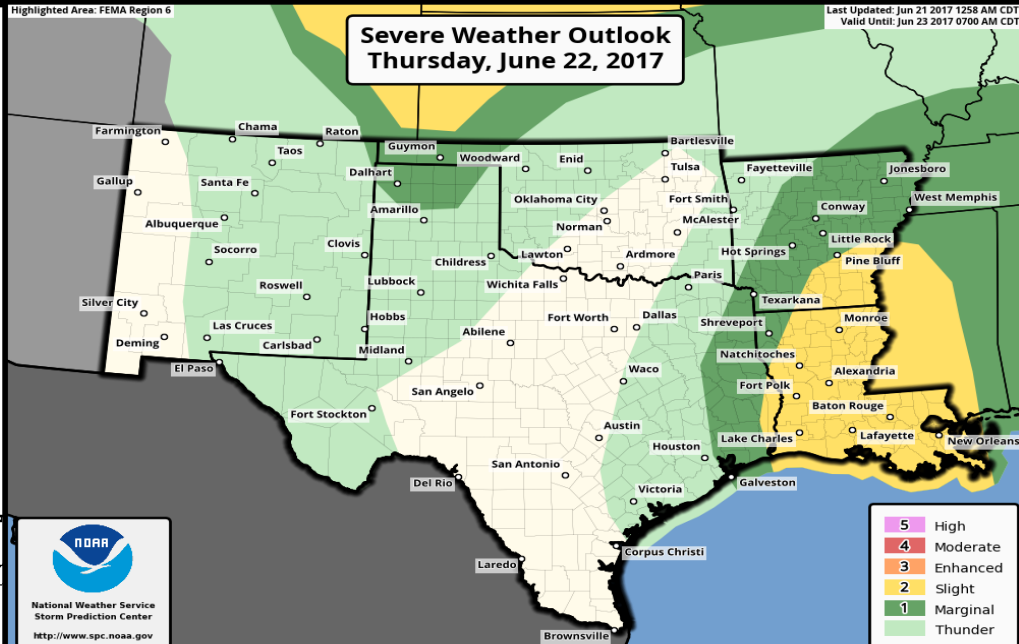 Highlighted Area: FEMA Region 6
Last Updated: Jun 21 2017 1258 AM CDT
Valid Until: Jun 23 2017 0700 AM CDT
Severe Weather Outlook
Thursday, June 22, 2017
Farmington
Chama
Raton
Taos
Guymon
Woodward
Enid
Bartlesville
Tulsa
Fayetteville
Jonesboro
Gallup
Santa Fe
Dalhart
Oklahoma City
Fort Smith
West Memphis
Albuquerque
Amarillo
Norman
McAlester
Conway
Socorro
Clovis
Childress
Lawton
Ardmore
Hot Springs
Little Rock
Pine Bluff
Roswell
Lubbock
Wichita Falls
Paris
Texarkana
Silver City
Las Cruces
Hobbs
Abilene
Fort Worth
Dallas
Shreveport
Monroe
Deming
Carlsbad
Midland
Natchitoches
El Paso
San Angelo
Waco
Fort Polk
Alexandria
Fort Stockton
Austin
Baton Rouge
Houston
Lake Charles
Lafayette
New Orleans
San Antonio
Del Rio
Victoria
Galveston
Corpus Christi
Laredo
Brownsville
NOAA
National Weather Service
Storm Prediction Center
http://www.spc.noaa.gov
5 High
4 Moderate
3 Enhanced
2 Slight
1 Marginal
Thunder